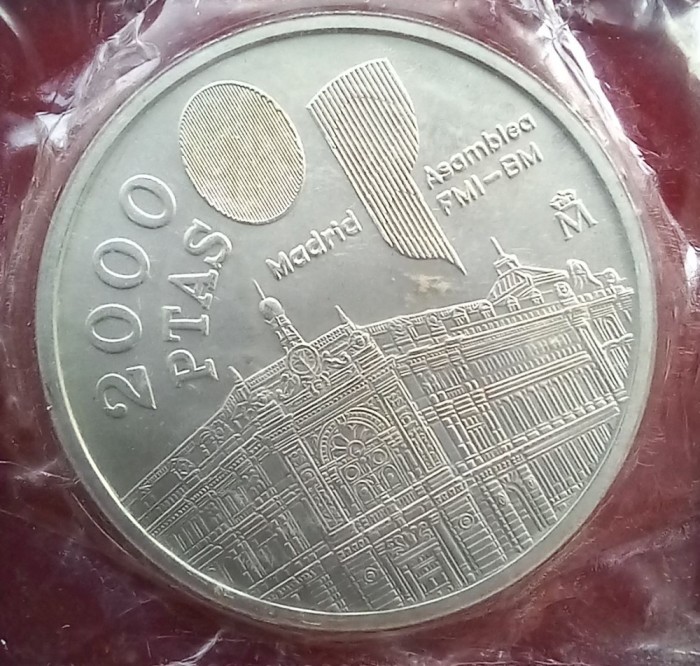 2000
PTAS
Madrid
Asamblea
FMI-BM
M